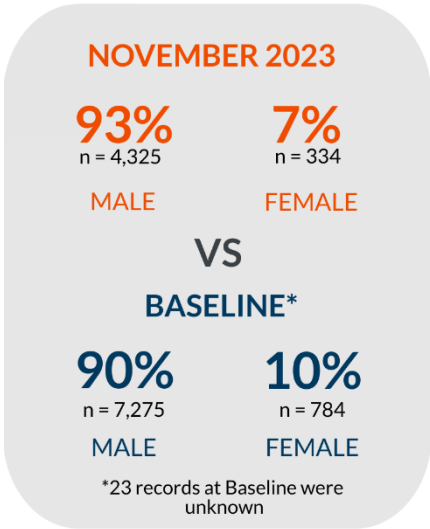 NOVEMBER 2023
93% 7%
n = 4,325 n = 334
MALE FEMALE
VS
BASELINE*
90% 10%
n = 7,275 n = 784
MALE FEMALE
*23 records at Baseline were
unknown